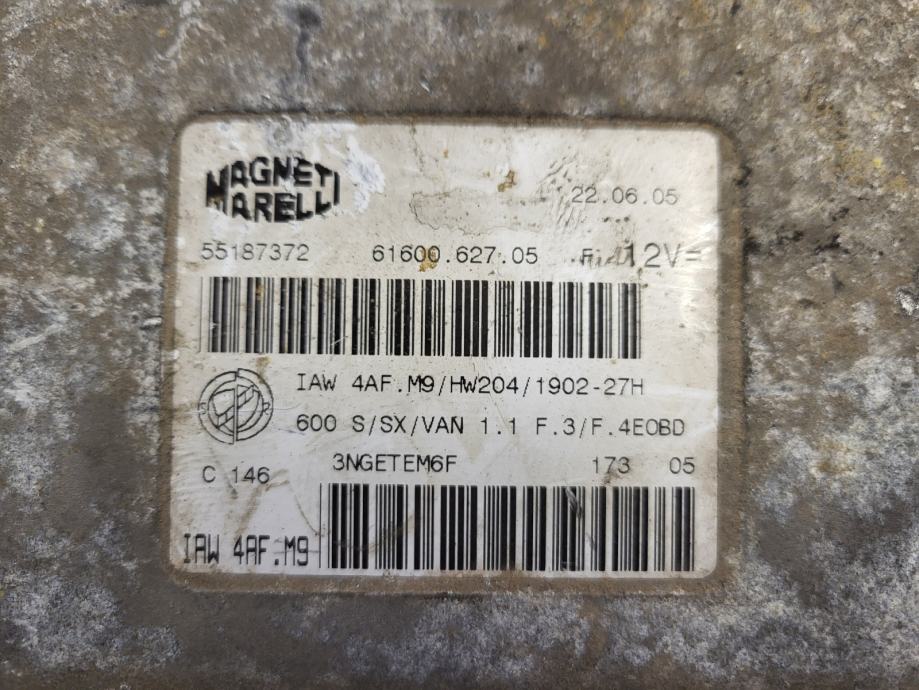 MAGNETI
MARELLI
22.06.05
55187372 61600.627.05 12V=
IAW 4AF.M9/HW204/1902-27H
600 S/SX/VAN 1.1 F.3/F.4EOBD
C 146 3NGETEM6F 173 05
IAW 4AF.M9